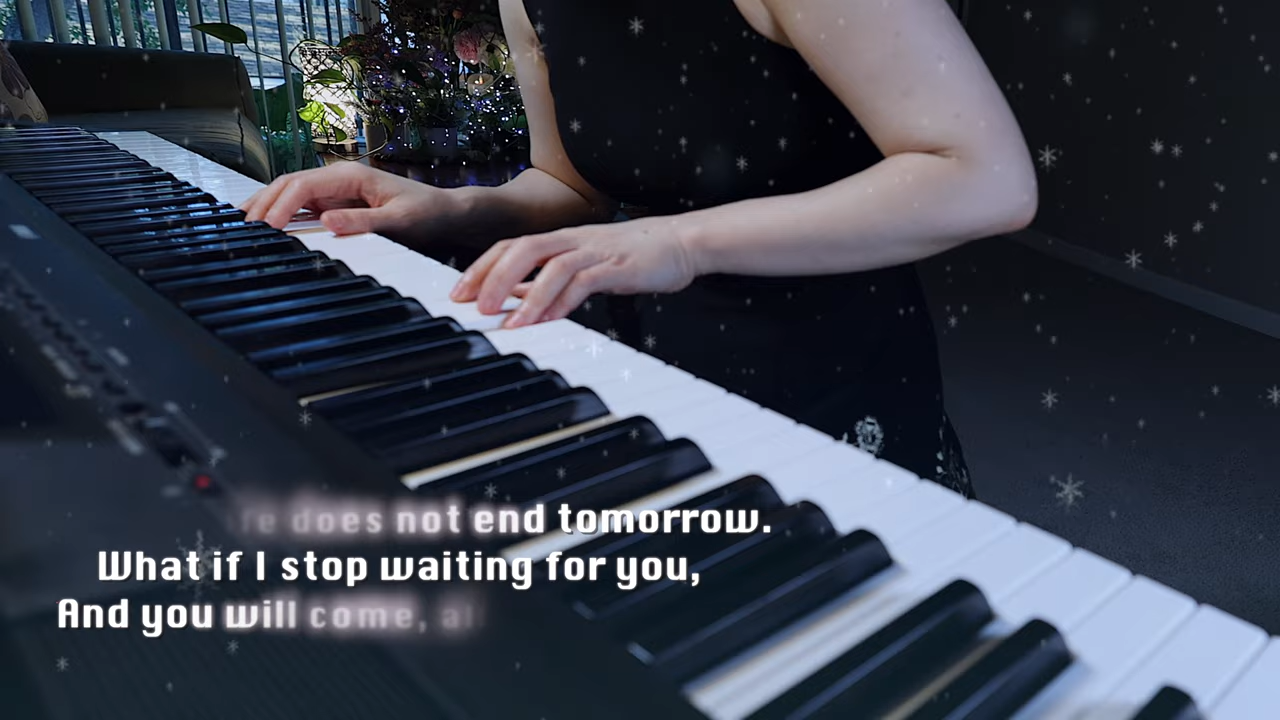 does not end tomorrow.
What if I stop waiting for you,
And you will come,